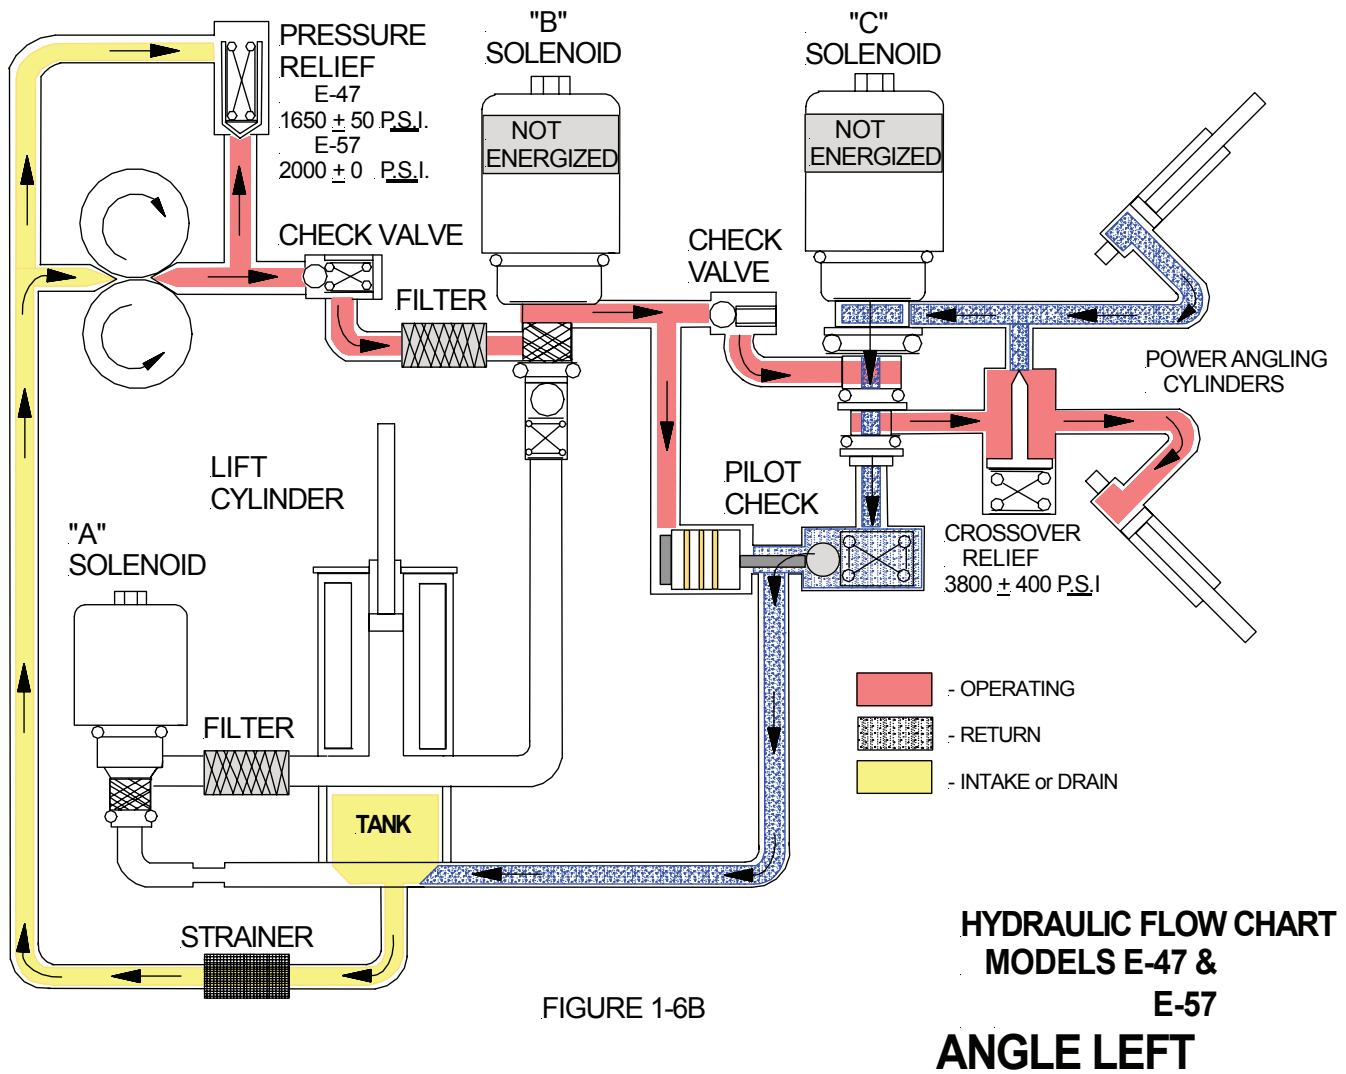 PRESSURE
RELIEF
E-47
1650 ± 50 P.S.I.
E-57
2000 ± 0 P.S.I.
"B"
SOLENOID
NOT
ENERGIZED
"C"
SOLENOID
NOT
ENERGIZED
CHECK VALVE
FILTER
CHECK
VALVE
POWER ANGLING
CYLINDERS
LIFT
CYLINDER
PILOT
CHECK
"A"
SOLENOID
CROSSOVER
RELIEF
3800 ± 400 P.S.I
- OPERATING
- RETURN
- INTAKE or DRAIN
FILTER
TANK
STRAINER
FIGURE 1-6B
HYDRAULIC FLOW CHART
MODELS E-47 &
E-57
ANGLE LEFT